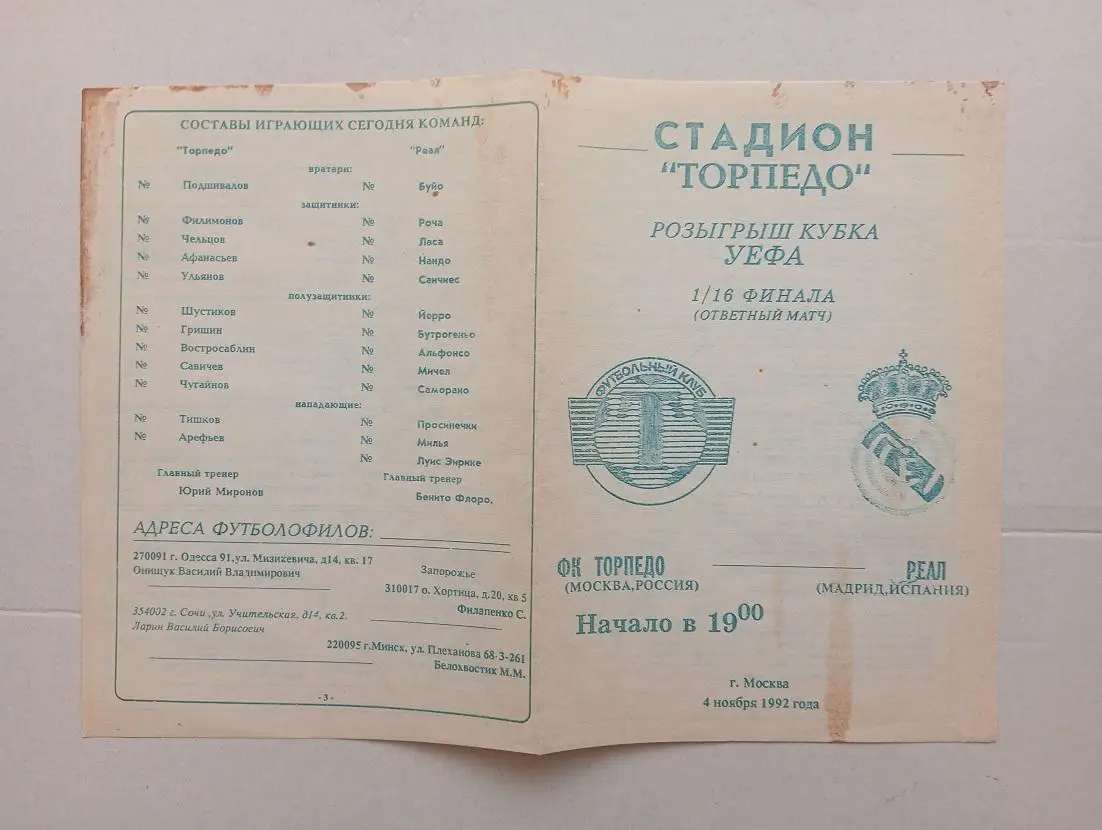 СОСТАВЫ ИГРАЮЩИХ СЕГОДНЯ КОМАНД:
"Торпедо" "Реал"
вратари:
№ Подшивалов № Буйо
защитники:
№ Филимонов № Роча
№ Чельцов № Ласа
№ Афанасьев № Нандо
№ Ульянов № Санчиес
полузащитники:
№ Шустиков № Йерро
№ Гришин № Бутрогеньо
№ Востросаблин № Альфонсо
№ Савичев № Мичел
№ Чугайнов № Саморано
нападающие:
№ Тишков № Просинечки
№ Арефьев № Милья
№ Луис Энрике
Главный тренер Главный тренер
Юрий Миронов Бенито Флоро.
АДРЕСА ФУТБОЛОФИЛОВ:
270091 г. Одесса 91,ул. Мизикевича, д14, кв. 17
Онищук Василий Владимирович
Запорожье
310017 о. Хортица, д.20, кв 5
Филапенко С.
354002 г. Сочи ,ул. Учительская, д14, кв.2.
Ларин Василий Борисович
220095 г.Минск, ул. Плеханова 68-3-261
Белохвостик М.М.
-3-
СТАДИОН
"ТОРПЕДО"
РОЗЫГРЫШ КУБКА
УЕФА
1/16 ФИНАЛА
(ОТВЕТНЫЙ МАТЧ)
ФУТБОЛЬНЫЙ КЛУБ
Т
ФК ТОРПЕДО РЕАЛ
(МОСКВА,РОССИЯ) (МАДРИД,ИСПАНИЯ)
Начало в 19⁰⁰
г. Москва
4 ноября 1992 года